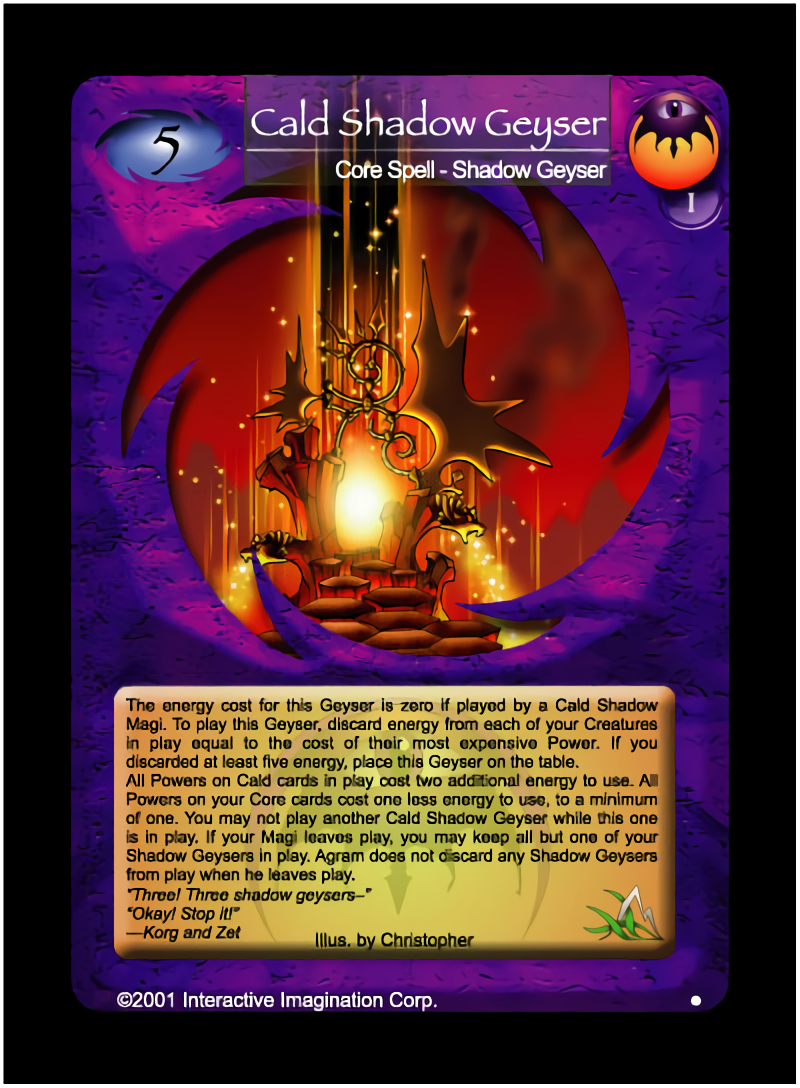 5
Cald Shadow Geyser
Core Spell - Shadow Geyser
I
The energy cost for this Geyser is zero if played by a Cald Shadow
Magi. To play this Geyser, discard energy from each of your Creatures
in play equal to the cost of their most expensive Power. If you
discarded at least five energy, place this Geyser on the table.
All Powers on Cald cards in play cost two additional energy to use. All
Powers on your Core cards cost one less energy to use, to a minimum
of one. You may not play another Cald Shadow Geyser while this one
is in play. If your Magi leaves play, you may keep all but one of your
Shadow Geysers in play. Agram does not discard any Shadow Geysers
from play when he leaves play.
"Three! Three shadow geysers–"
"Okay! Stop it!"
—Korg and Zet
Illus. by Christopher
©2001 Interactive Imagination Corp.